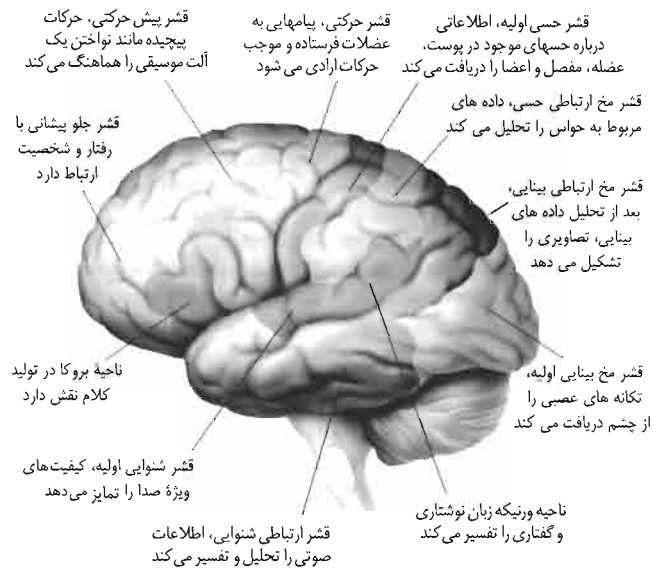 قشر پیش حرکتی، حرکات
پیچیده مانند نواختن یک
آلت موسیقی را هماهنگ می‌کند
قشر حرکتی، پیامهایی به
عضلات فرستاده و موجب
حرکات ارادی می شود
قشر حسی اولیه، اطلاعاتی
درباره حسهای موجود در پوست،
عضله، مفصل و اعضا را دریافت می‌کند
قشر مخ ارتباطی حسی، داده های
مربوط به حواس را تحلیل می کند
قشر جلو پیشانی با
رفتار و شخصیت
ارتباط دارد
قشر مخ ارتباطی بینایی،
بعد از تحلیل داده های
بینایی، تصاویری را
تشکیل می دهد
ناحیهٔ بروکا در تولید
کلام نقش دارد
قشر مخ بینایی اولیه،
تکانه های عصبی را
از چشم دریافت می کند
قشر شنوایی اولیه، کیفیت‌های
ویژهٔ صدا را تمایز می‌دهد
ناحیه ورنیکه زبان نوشتاری
و گفتاری را تفسیر می‌کند
قشر ارتباطی شنوایی، اطلاعات
صوتی را تحلیل و تفسیر می‌کند